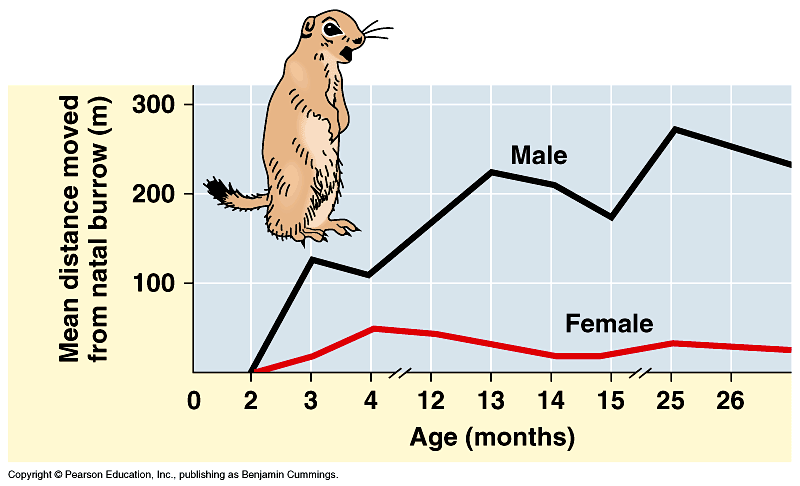 Mean distance moved
from natal burrow (m)
300
200
100
Male
Female
0 2 3 4 12 13 14 15 25 26
Age (months)
Copyright © Pearson Education, Inc., publishing as Benjamin Cummings.